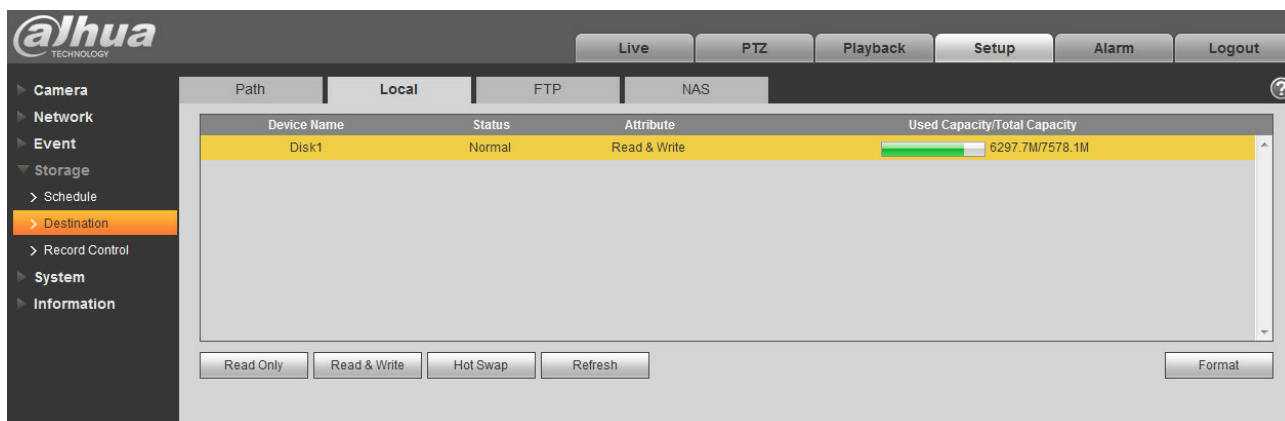 alhua
TECHNOLOGY
Live PTZ Playback Setup Alarm Logout
Camera
Network
Event
Storage
Schedule
Destination
Record Control
System
Information
Path Local FTP NAS
?
Device Name Status Attribute Used Capacity/Total Capacity
Disk1 Normal Read & Write 6297.7M/7578.1M
Read Only Read & Write Hot Swap Refresh Format